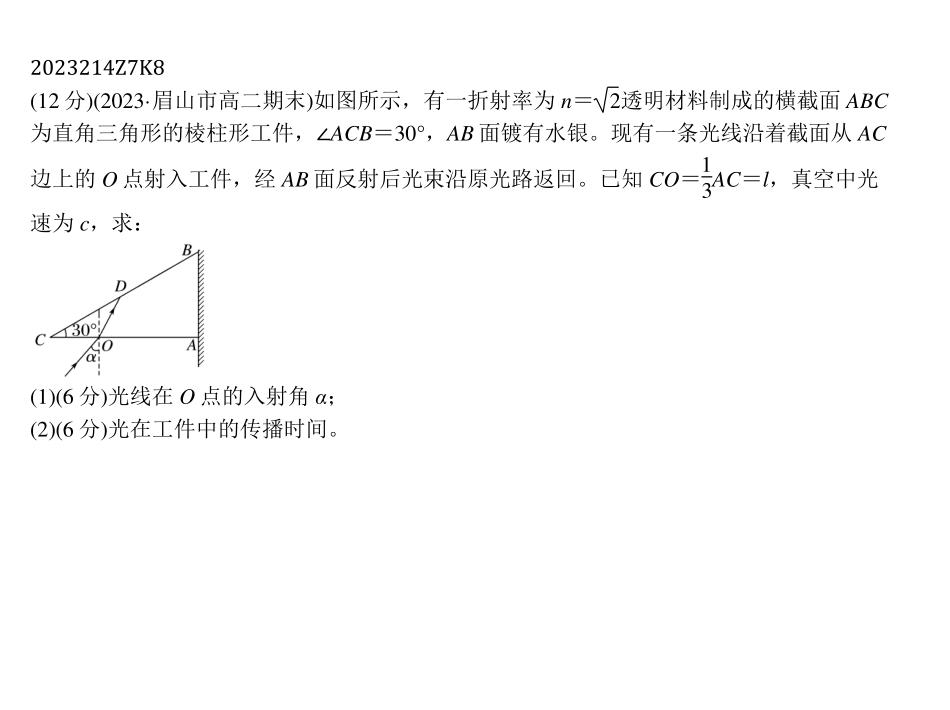 2023214Z7K8
(12 分)(2023·眉山市高二期末)如图所示，有一折射率为 n＝√2透明材料制成的横截面 ABC
为直角三角形的棱柱形工件，∠ACB＝30°，AB 面镀有水银。现有一条光线沿着截面从 AC
边上的 O 点射入工件，经 AB 面反射后光束沿原光路返回。已知 CO＝1/3AC＝l，真空中光
速为 c，求：
B
D
30°
C
O
A
α
(1)(6 分)光线在 O 点的入射角 α；
(2)(6 分)光在工件中的传播时间。